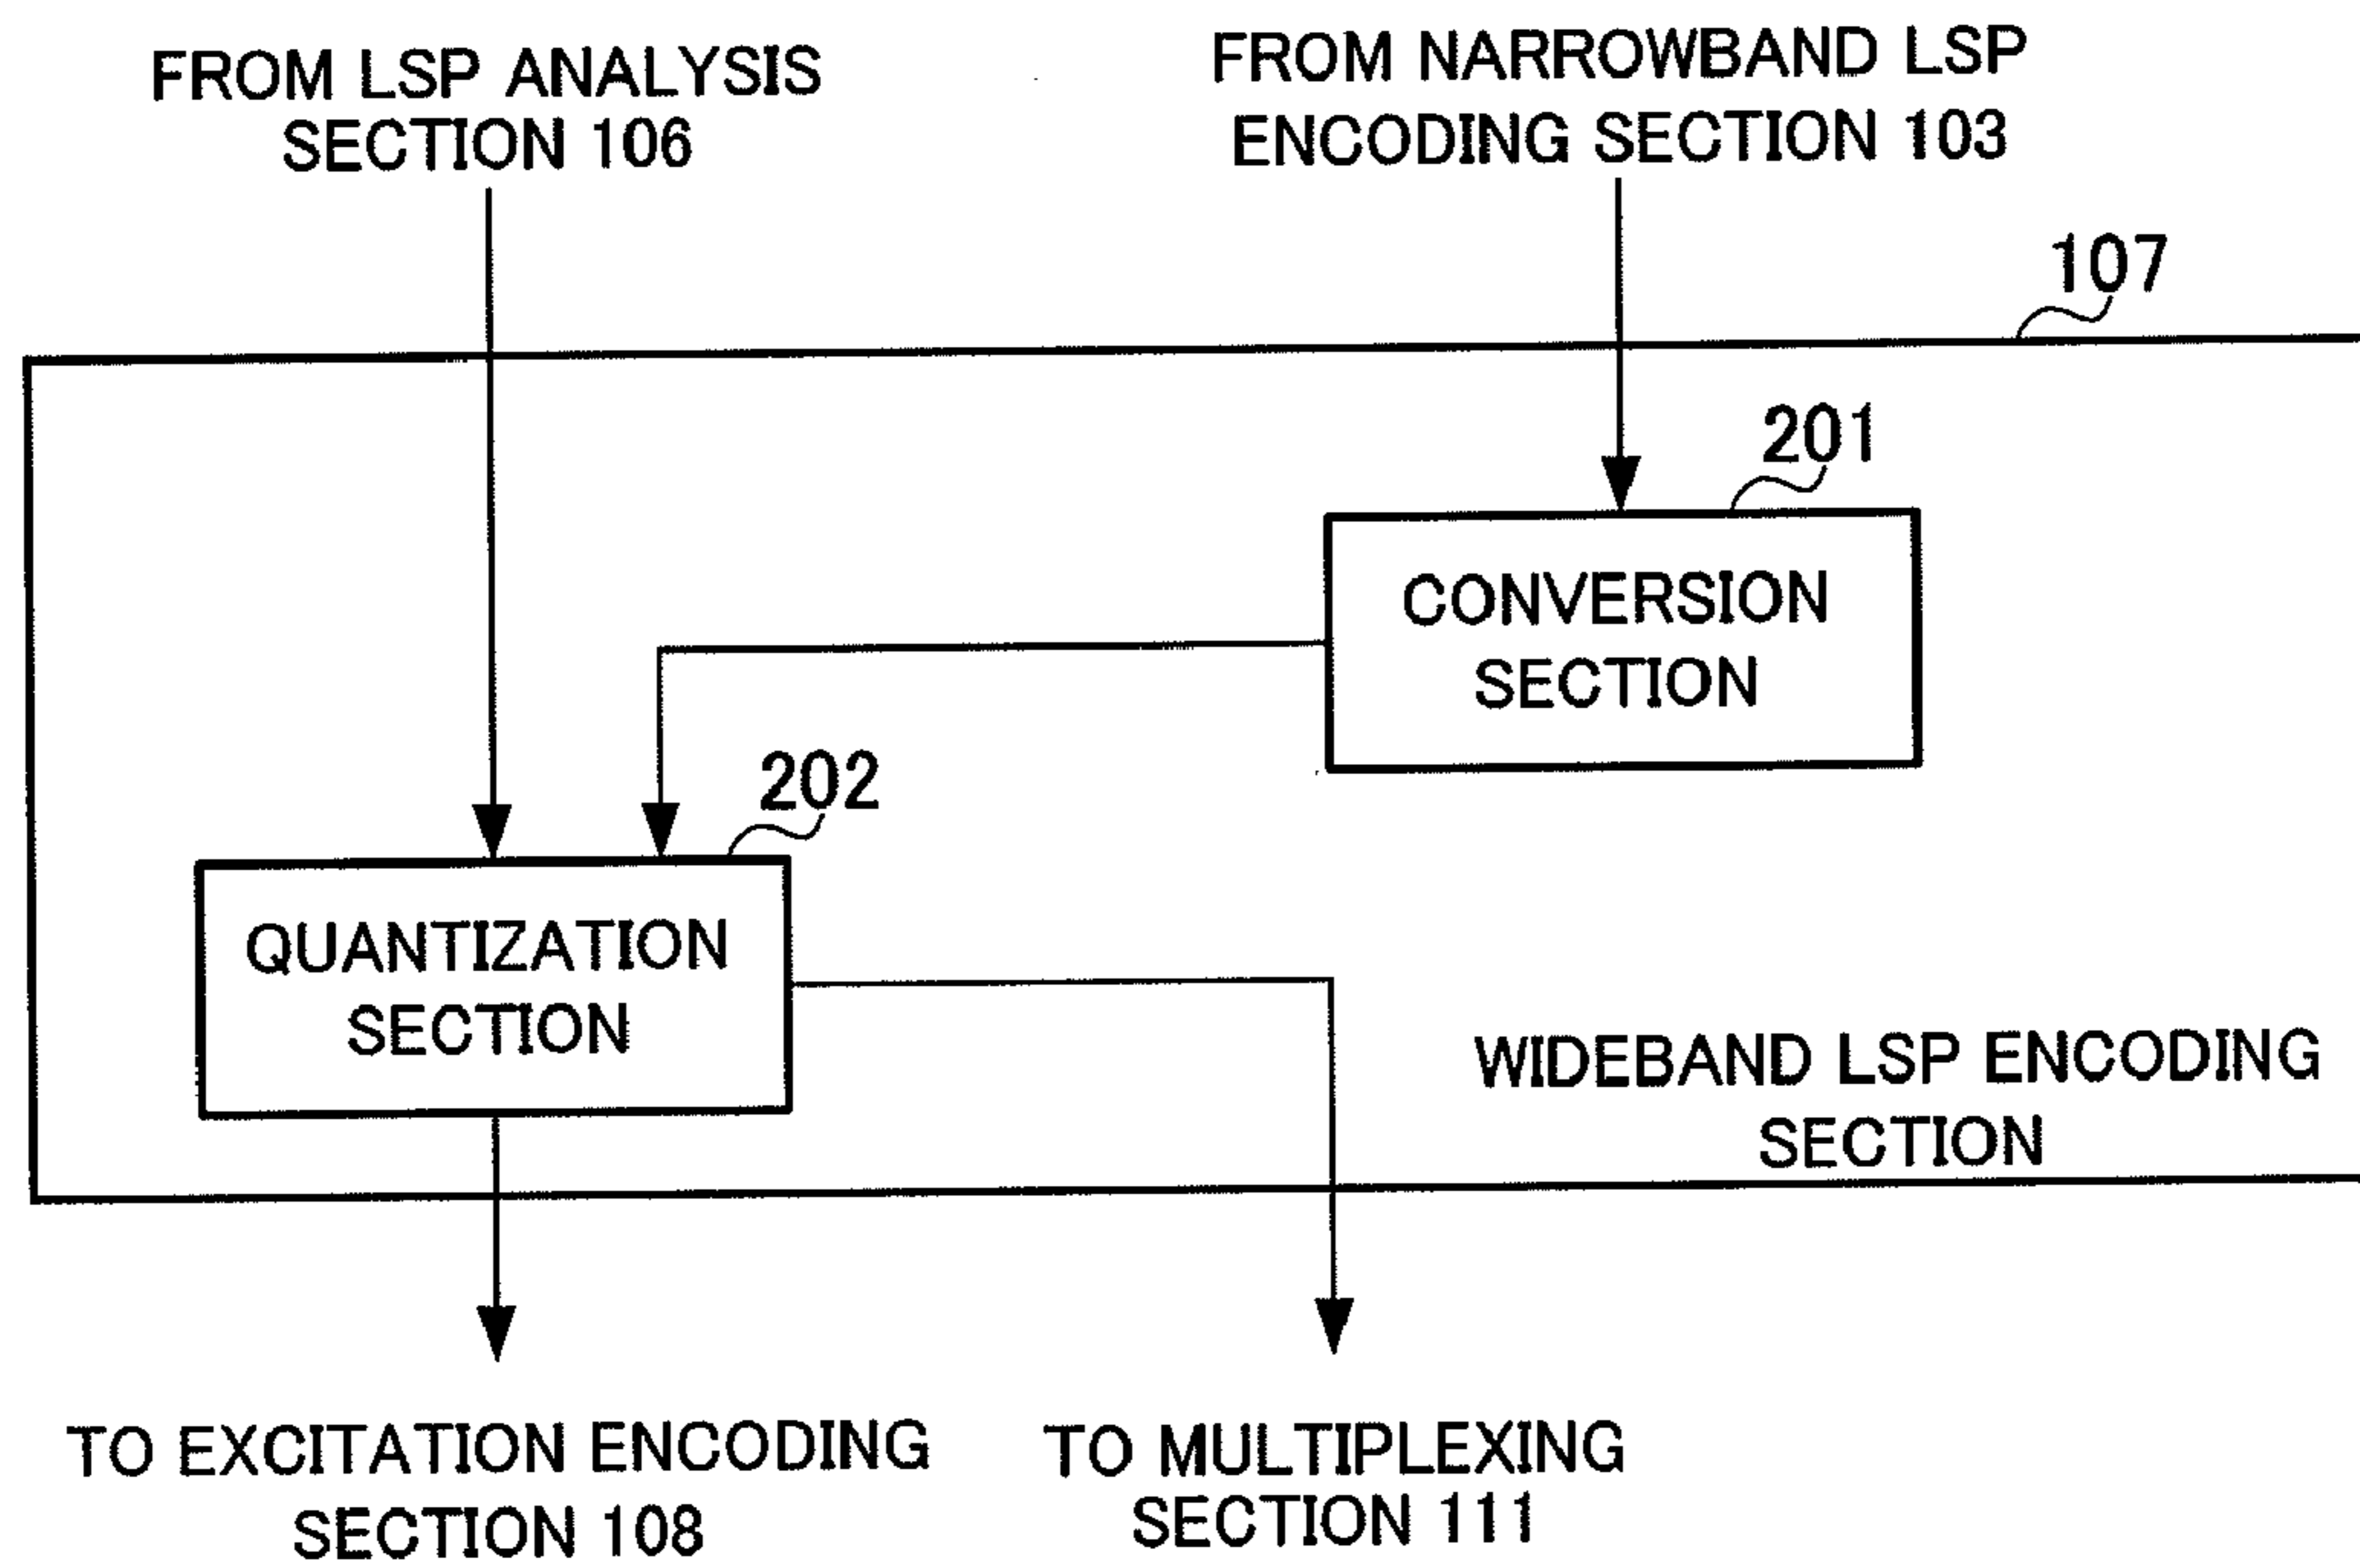 FROM LSP ANALYSIS
SECTION 106
FROM NARROWBAND LSP
ENCODING SECTION 103
107
201
CONVERSION
SECTION
202
QUANTIZATION
SECTION
WIDEBAND LSP ENCODING
SECTION
TO EXCITATION ENCODING
SECTION 108
TO MULTIPLEXING
SECTION 111